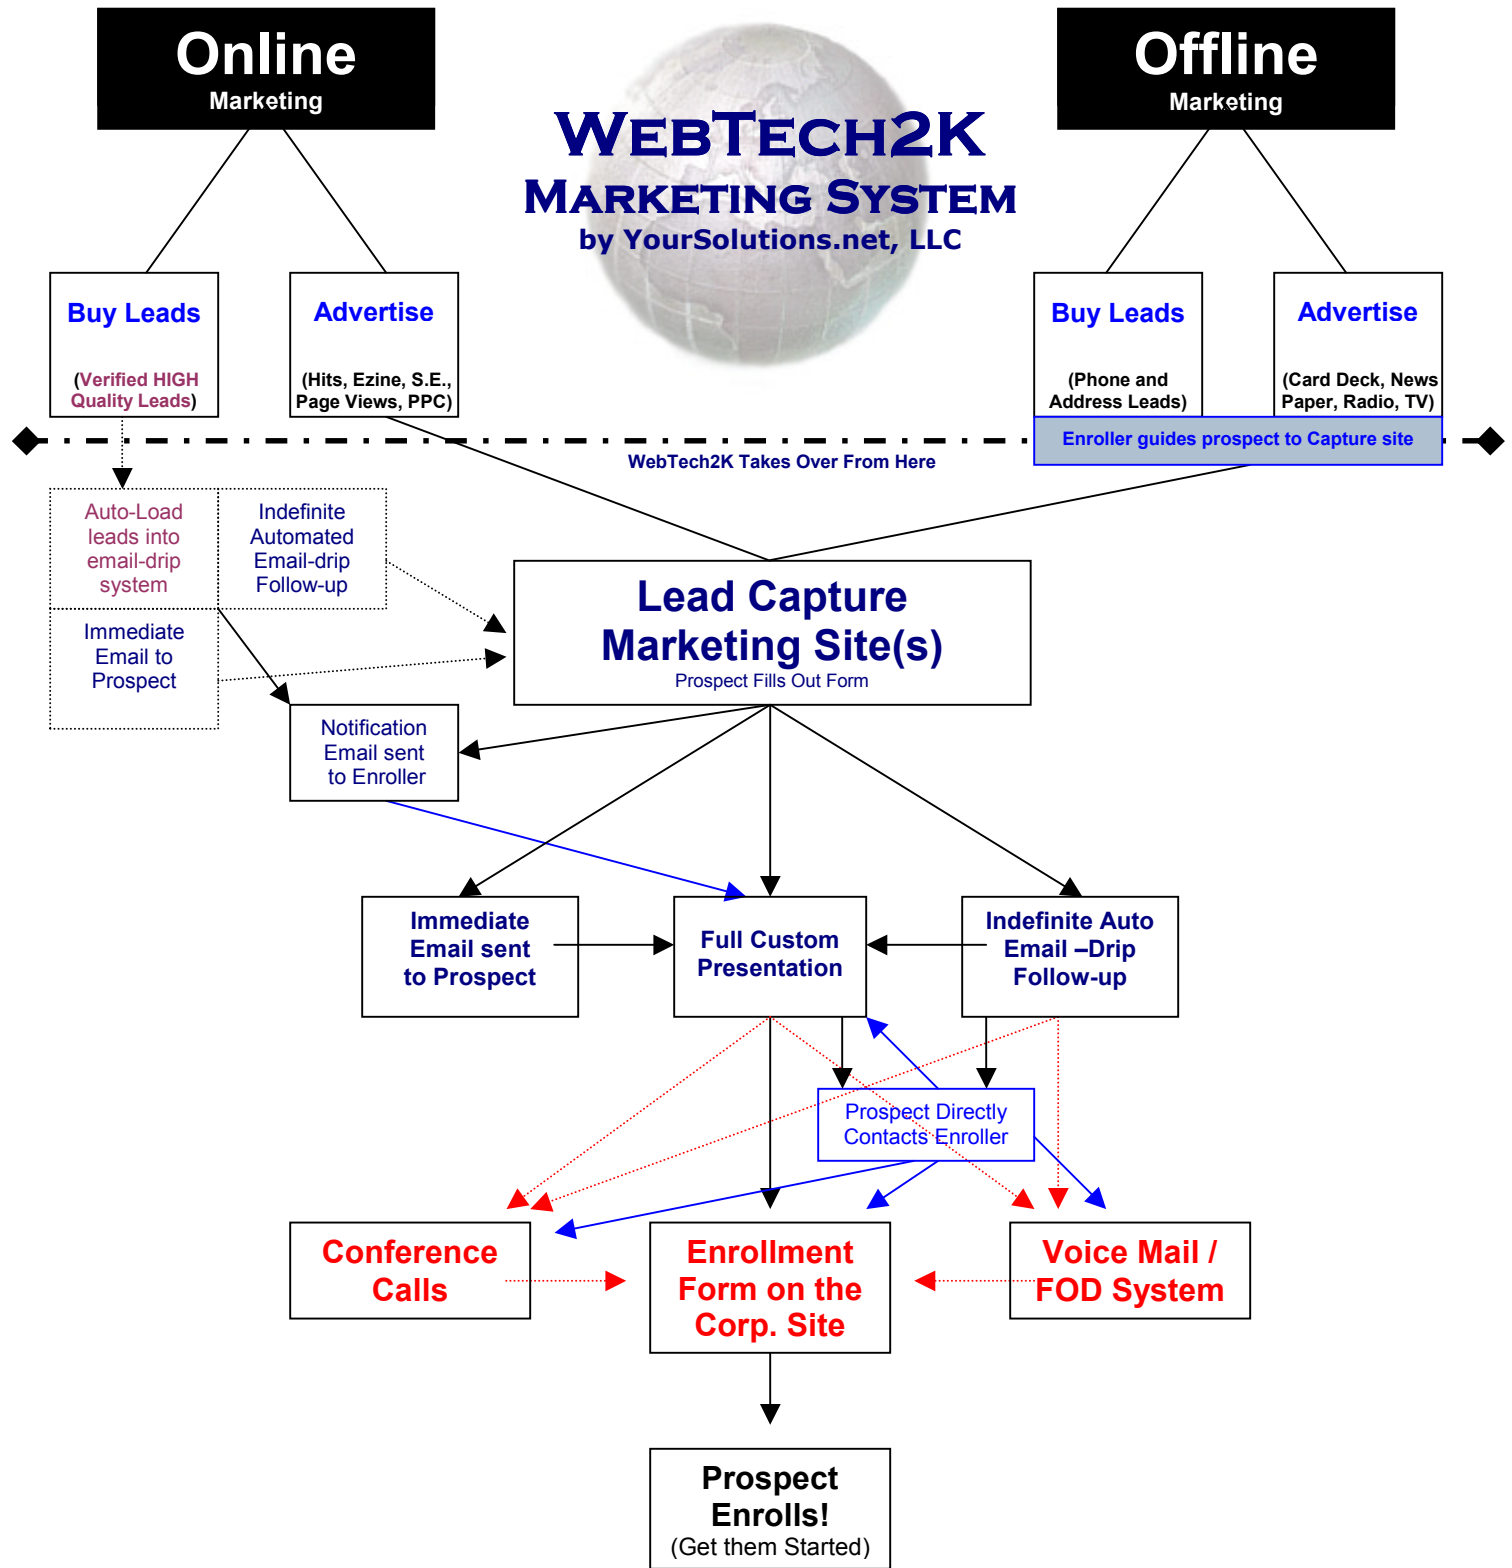 Online
Marketing
Offline
Marketing
WEBTECH2K
MARKETING SYSTEM
by YourSolutions.net, LLC
Buy Leads
(Verified HIGH
Quality Leads)
Advertise
(Hits, Ezine, S.E.,
Page Views, PPC)
Buy Leads
(Phone and
Address Leads)
Advertise
(Card Deck, News
Paper, Radio, TV)
Enroller guides prospect to Capture site
WebTech2K Takes Over From Here
Auto-Load
leads into
email-drip
system
Indefinite
Automated
Email-drip
Follow-up
Immediate
Email to
Prospect
Lead Capture
Marketing Site(s)
Prospect Fills Out Form
Notification
Email sent
to Enroller
Immediate
Email sent
to Prospect
Full Custom
Presentation
Indefinite Auto
Email –Drip
Follow-up
Prospect Directly
Contacts Enroller
Conference
Calls
Enrollment
Form on the
Corp. Site
Voice Mail /
FOD System
Prospect
Enrolls!
(Get them Started)